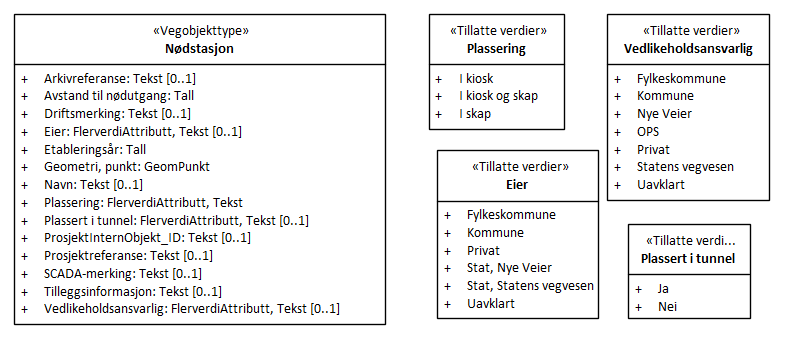 «Vegobjekttype»
Nødstasjon
+ Arkivreferanse: Tekst [0..1]
+ Avstand til nødutgang: Tall
+ Driftsmerking: Tekst [0..1]
+ Eier: FlerverdiAttributt, Tekst [0..1]
+ Etableringsår: Tall
+ Geometri, punkt: GeomPunkt
+ Navn: Tekst [0..1]
+ Plassering: FlerverdiAttributt, Tekst
+ Plassert i tunnel: FlerverdiAttributt, Tekst [0..1]
+ ProsjektInternObjekt_ID: Tekst [0..1]
+ Prosjektreferanse: Tekst [0..1]
+ SCADA-merking: Tekst [0..1]
+ Tilleggsinformasjon: Tekst [0..1]
+ Vedlikeholdsansvarlig: FlerverdiAttributt, Tekst [0..1]
«Tillatte verdier»
Plassering
+ I kiosk
+ I kiosk og skap
+ I skap
«Tillatte verdier»
Vedlikeholdsansvarlig
+ Fylkeskommune
+ Kommune
+ Nye Veier
+ OPS
+ Privat
+ Statens vegvesen
+ Uavklart
«Tillatte verdier»
Eier
+ Fylkeskommune
+ Kommune
+ Privat
+ Stat, Nye Veier
+ Stat, Statens vegvesen
+ Uavklart
«Tillatte verdi...
Plassert i tunnel
+ Ja
+ Nei